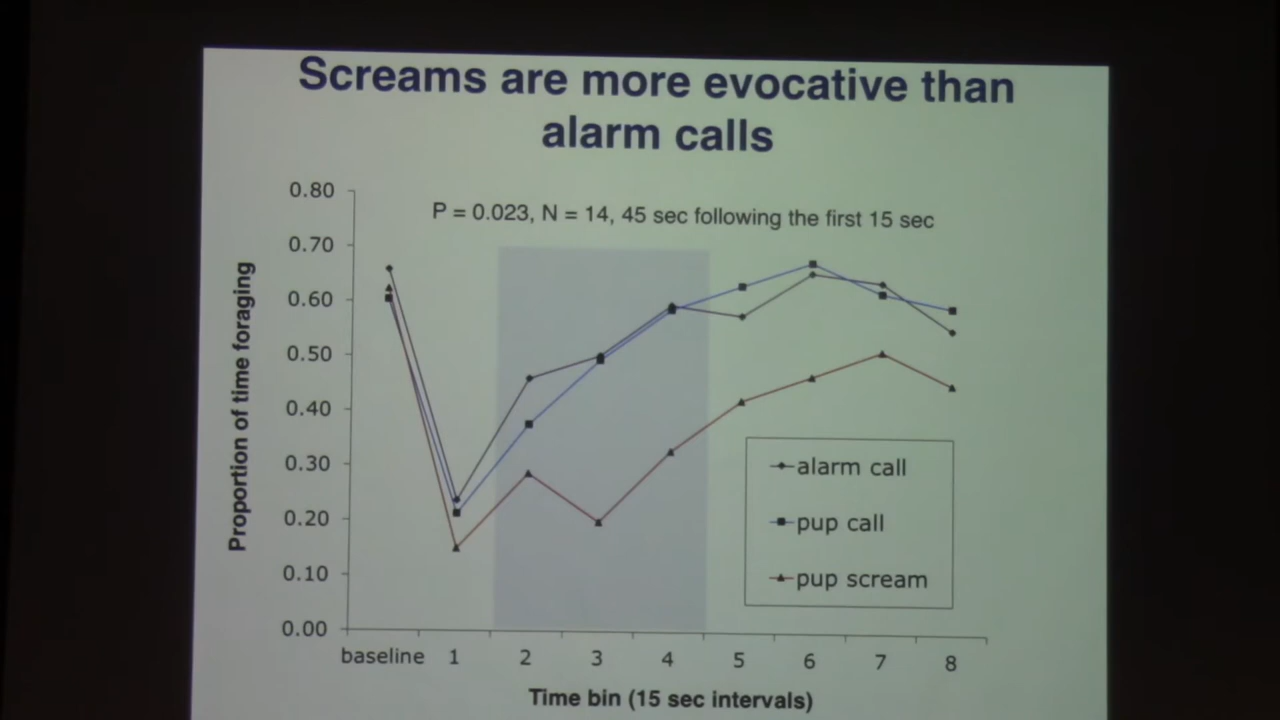 Screams are more evocative than
alarm calls
P = 0.023, N = 14, 45 sec following the first 15 sec
0.80
0.70
0.60
0.50
0.40
0.30
0.20
0.10
0.00
Proportion of time foraging
alarm call
pup call
pup scream
baseline 1 2 3 4 5 6 7 8
Time bin (15 sec intervals)